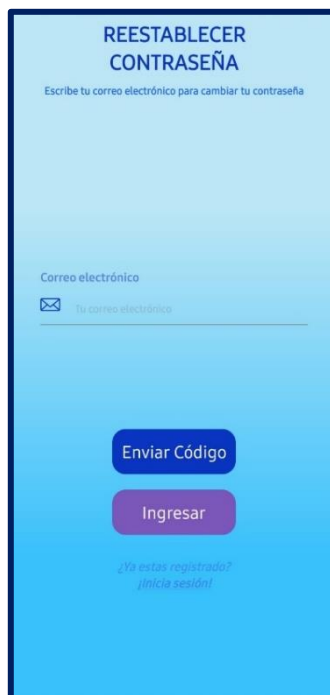 REESTABLECER
CONTRASEÑA
Escribe tu correo electrónico para cambiar tu contraseña
Correo electrónico
Tu correo electrónico
Enviar Código
Ingresar
¿Ya estas registrado?
¡Inicia sesión!